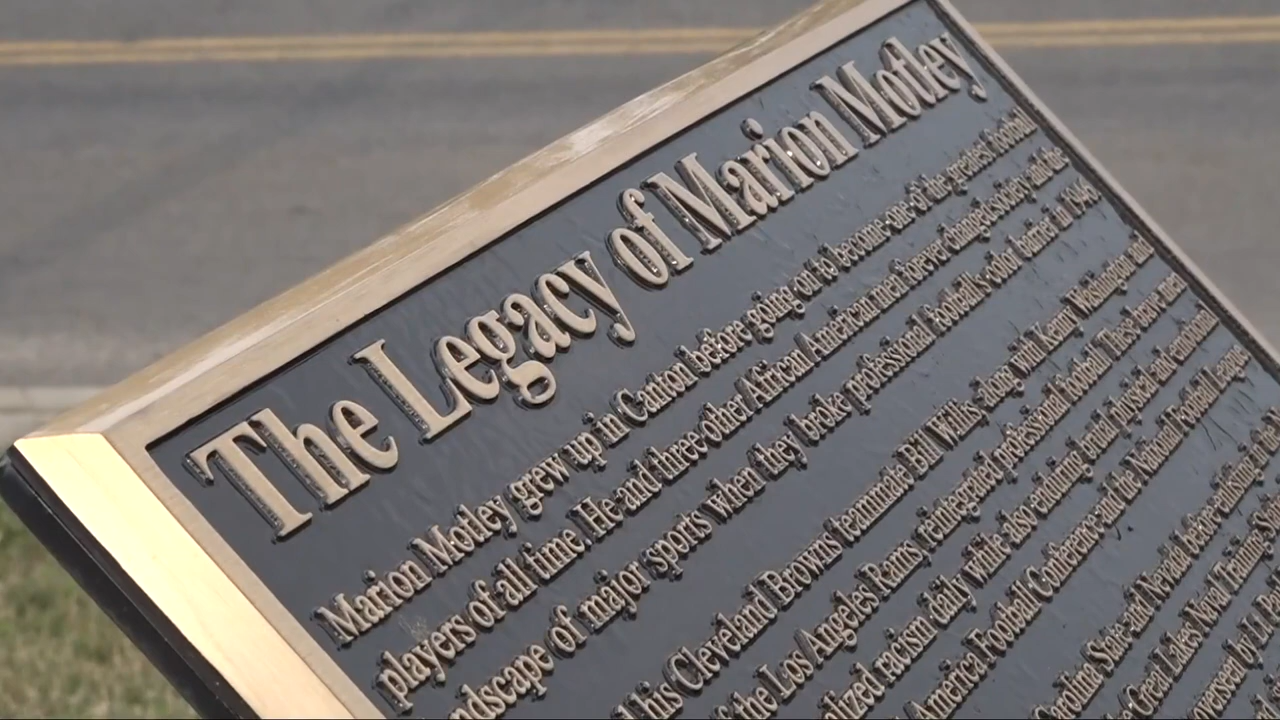 The Legacy of Marion Motley
Marion Motley grew up in Canton before going on to become one of the greatest football
players of all time. He and three other African American men forever changed society and the
ndscape of major sports when they broke professional football's color barrier in 1946.
his Cleveland Browns teammate Bill Willis, along with Kenny Washington and
the Los Angeles Rams, reintegrated professional football. These brave men
lized racism daily while also enduring brutal physical and emotional
America Football Conference and the National Football League.
Carolina State and Nevada before enlisting in the
Great Lakes Naval Training